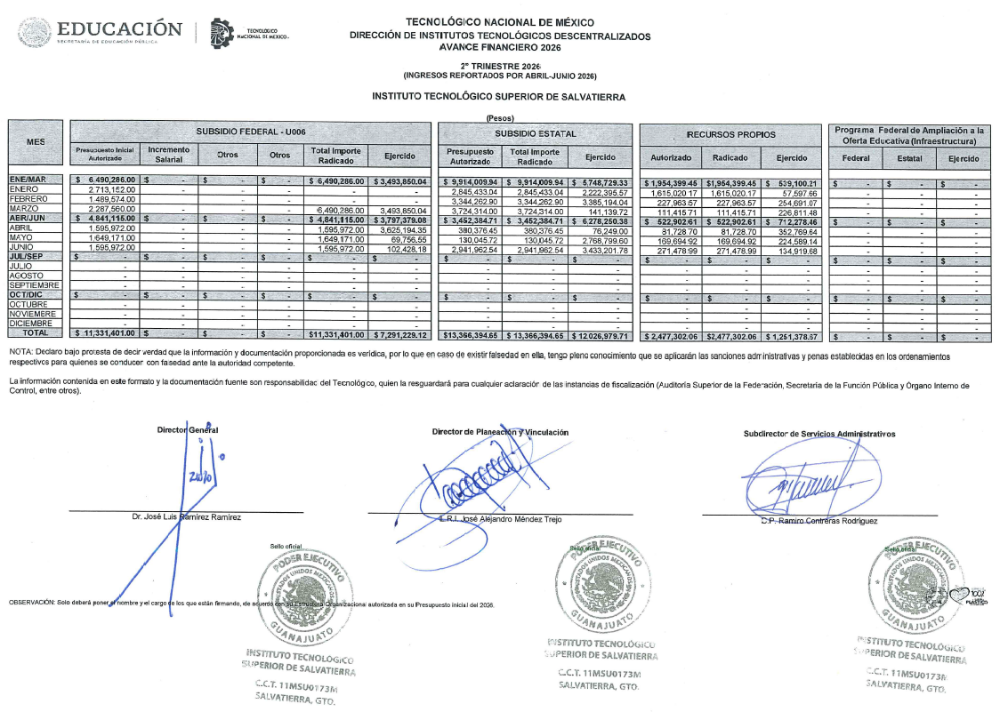 EDUCACIÓN
SECRETARÍA DE EDUCACIÓN PÚBLICA
TECNOLÓGICO
NACIONAL DE MÉXICO
TECNOLÓGICO NACIONAL DE MÉXICO
DIRECCIÓN DE INSTITUTOS TECNOLÓGICOS DESCENTRALIZADOS
AVANCE FINANCIERO 2026
2° TRIMESTRE 2026
(INGRESOS REPORTADOS POR ABRIL-JUNIO 2026)
INSTITUTO TECNOLÓGICO SUPERIOR DE SALVATIERRA
(Pesos)
MES SUBSIDIO FEDERAL - U006 SUBSIDIO ESTATAL RECURSOS PROPIOS Programa Federal de Ampliación a la Oferta Educativa (Infraestructura)
Presupuesto Inicial Autorizado Incremento Salarial Otros Otros Total Importe Radicado Ejercido Presupuesto Autorizado Total Importe Radicado Ejercido Autorizado Radicado Ejercido Federal Estatal Ejercido
ENE/MAR $ 6,490,286.00 $ - $ - $ - $ 6,490,286.00 $ 3,493,850.04 $ 9,914,009.94 $ 9,914,009.94 $ 5,748,729.33 $ 1,954,399.45 $1,954,399.45 $ 539,100.21 $ - $ - $ -
ENERO 2,713,152.00 - - - - - 2,845,433.04 2,845,433.04 2,222,395.57 1,615,020.17 1,615,020.17 57,597.66 - - -
FEBRERO 1,489,574.00 - - - - - 3,344,262.90 3,344,262.90 3,385,194.04 227,963.57 227,963.57 254,691.07 - - -
MARZO 2,287,560.00 - - - 6,490,286.00 3,493,850.04 3,724,314.00 3,724,314.00 141,139.72 111,415.71 111,415.71 226,811.48 - - -
ABR/JUN $ 4,841,115.00 $ - $ - $ - $ 4,841,115.00 $ 3,797,379.08 $ 3,452,384.71 $ 3,452,384.71 $ 6,278,250.38 $ 522,902.61 $ 522,902.61 $ 712,278.46 $ - $ - $ -
ABRIL 1,595,972.00 - - - 1,595,972.00 3,625,194.35 380,376.45 380,376.45 76,249.00 81,728.70 81,728.70 352,769.64 - - -
MAYO 1,649,171.00 - - - 1,649,171.00 69,756.55 130,045.72 130,045.72 2,768,799.60 169,694.92 169,694.92 224,589.14 - - -
JUNIO 1,595,972.00 - - - 1,595,972.00 102,428.18 2,941,962.54 2,941,962.54 3,433,201.78 271,478.99 271,478.99 134,919.68 - - -
JUL/SEP $ - $ - $ - $ - $ - $ - $ - $ - $ - $ - $ - $ - $ - $ - $ -
JULIO - - - - - - - - - - - - - - -
AGOSTO - - - - - - - - - - - - - - -
SEPTIEMBRE - - - - - - - - - - - - - - -
OCT/DIC $ - $ - $ - $ - $ - $ - $ - $ - $ - $ - $ - $ - $ - $ - $ -
OCTUBRE - - - - - - - - - - - - - - -
NOVIEMBRE - - - - - - - - - - - - - - -
DICIEMBRE - - - - - - - - - - - - - - -
TOTAL $ 11,331,401.00 $ - $ - $ - $11,331,401.00 $ 7,291,229.12 $13,366,394.65 $ 13,366,394.65 $ 12,026,979.71 $ 2,477,302.06 $2,477,302.06 $ 1,251,378.67 $ - $ - $ -
NOTA: Declaro bajo protesta de decir verdad que la información y documentación proporcionada es verídica, por lo que en caso de existir falsedad en ella, tengo pleno conocimiento que se aplicarán las sanciones administrativas y penas establecidas en los ordenamientos
respectivos para quienes se conducen con falsedad ante la autoridad competente.
La información contenida en este formato y la documentación fuente son responsabilidad del Tecnológico, quien la resguardará para cualquier aclaración de las instancias de fiscalización (Auditoría Superior de la Federación, Secretaría de la Función Pública y Órgano Interno de
Control, entre otros).
Director General Director de Planeación y Vinculación Subdirector de Servicios Administrativos
Dr. José Luis Ramírez Ramírez L.R.I. José Alejandro Méndez Trejo C.P. Ramiro Contreras Rodríguez
Sello oficial Sello oficial Sello oficial
PODER EJECUTIVO PODER EJECUTIVO PODER EJECUTIVO
ESTADOS UNIDOS MEXICANOS ESTADOS UNIDOS MEXICANOS ESTADOS UNIDOS MEXICANOS
100%
PLÁSTICO
OBSERVACIÓN: Solo deberá poner el nombre y el cargo de los que están firmando, de acuerdo con su Estructura Organizacional autorizada en su Presupuesto inicial del 2026.
GUANAJUATO GUANAJUATO GUANAJUATO
INSTITUTO TECNOLÓGICO INSTITUTO TECNOLÓGICO INSTITUTO TECNOLÓGICO
SUPERIOR DE SALVATIERRA SUPERIOR DE SALVATIERRA SUPERIOR DE SALVATIERRA
C.C.T. 11MSU0173M C.C.T. 11MSU0173M C.C.T. 11MSU0173M
SALVATIERRA, GTO. SALVATIERRA, GTO. SALVATIERRA, GTO.